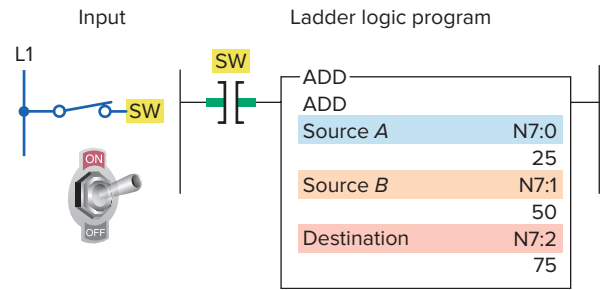 Input
Ladder logic program
L1
SW
SW
ON
OFF
ADD
ADD
Source A N7:0
25
Source B N7:1
50
Destination N7:2
75